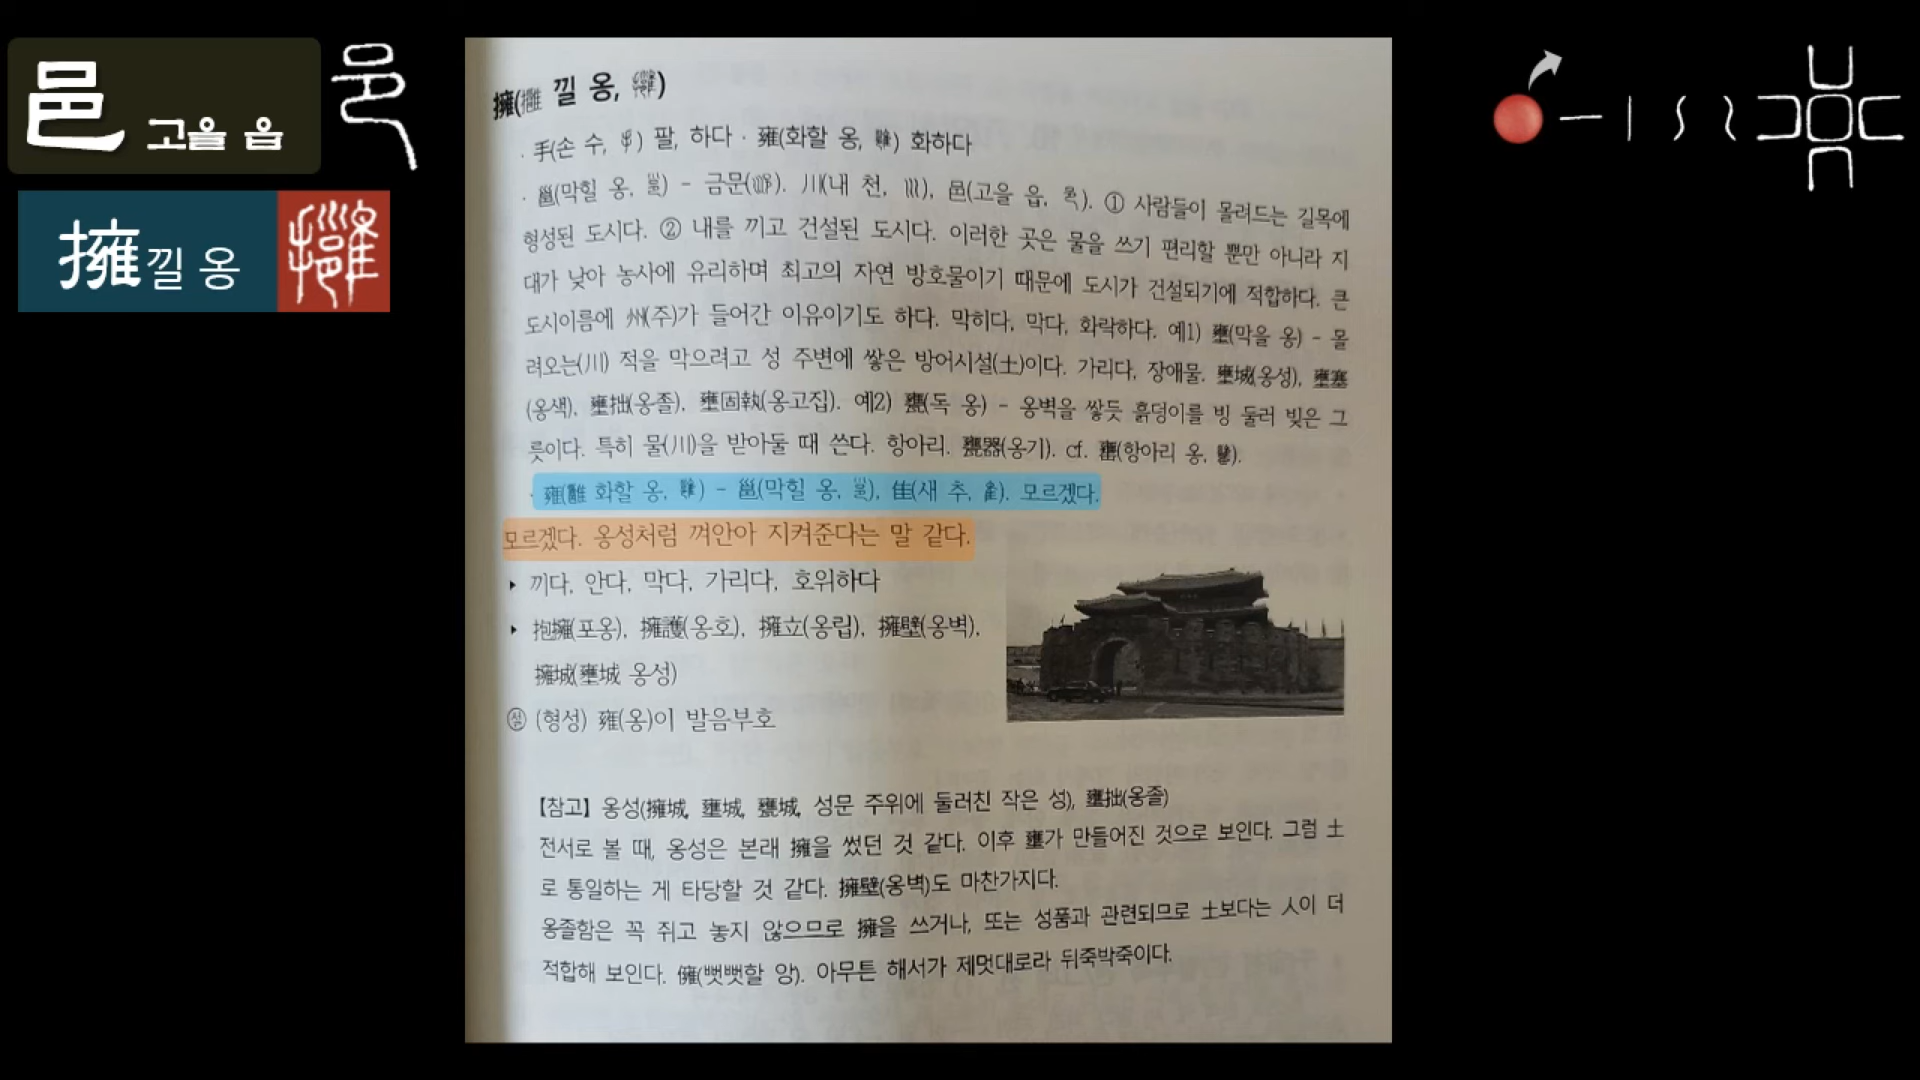 邑 고을 읍
擁 낄 옹
擁(낄 옹, )
· 手(손 수, ) 팔, 하다 · 雍(화할 옹, ) 화하다
· 邕(막힐 옹, ) - 금문( ). 川(내 천, ), 邑(고을 읍, ). ① 사람들이 몰려드는 길목에
형성된 도시다. ② 내를 끼고 건설된 도시다. 이러한 곳은 물을 쓰기 편리할 뿐만 아니라 지
대가 낮아 농사에 유리하며 최고의 자연 방호물이기 때문에 도시가 건설되기에 적합하다. 큰
도시이름에 州(주)가 들어간 이유이기도 하다. 막히다, 막다, 화락하다. 예1) 壅(막을 옹) - 몰
려오는(川) 적을 막으려고 성 주변에 쌓은 방어시설(土)이다. 가리다, 장애물. 壅城(옹성), 壅塞
(옹색), 壅拙(옹졸), 壅固執(옹고집). 예2) 甕(독 옹) - 옹벽을 쌓듯 흙덩이를 빙 둘러 빚은 그
릇이다. 특히 물(川)을 받아둘 때 쓴다. 항아리. 甕器(옹기). cf. (항아리 옹, ).
· 雍( 화할 옹, ) - 邕(막힐 옹, ), 隹(새 추, ). 모르겠다.
모르겠다. 옹성처럼 껴안아 지켜준다는 말 같다.
▸ 끼다, 안다, 막다, 가리다, 호위하다
▸ 抱擁(포옹), 擁護(옹호), 擁立(옹립), 擁壁(옹벽),
擁城(壅城 옹성)
(형성) 雍(옹)이 발음부호
【참고】 옹성(擁城, 壅城, 甕城, 성문 주위에 둘러친 작은 성), 壅拙(옹졸)
전서로 볼 때, 옹성은 본래 擁을 썼던 것 같다. 이후 壅가 만들어진 것으로 보인다. 그럼 土
로 통일하는 게 타당할 것 같다. 擁壁(옹벽)도 마찬가지다.
옹졸함은 꼭 쥐고 놓지 않으므로 擁을 쓰거나, 또는 성품과 관련되므로 土보다는 人이 더
적합해 보인다. 㒕(뻣뻣할 앙). 아무튼 해서가 제멋대로라 뒤죽박죽이다.